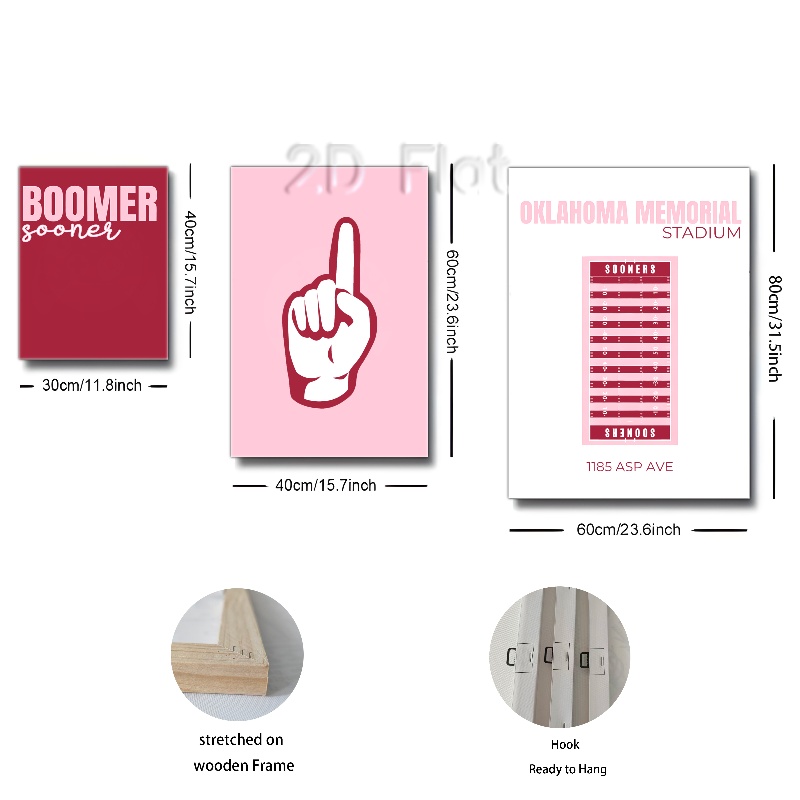 2D Flat
BOOMER
sooner
40cm/15.7inch
30cm/11.8inch
60cm/23.6inch
40cm/15.7inch
OKLAHOMA MEMORIAL
STADIUM
SOONERS
SOONERS
1185 ASP AVE
80cm/31.5inch
60cm/23.6inch
stretched on
wooden Frame
Hook
Ready to Hang